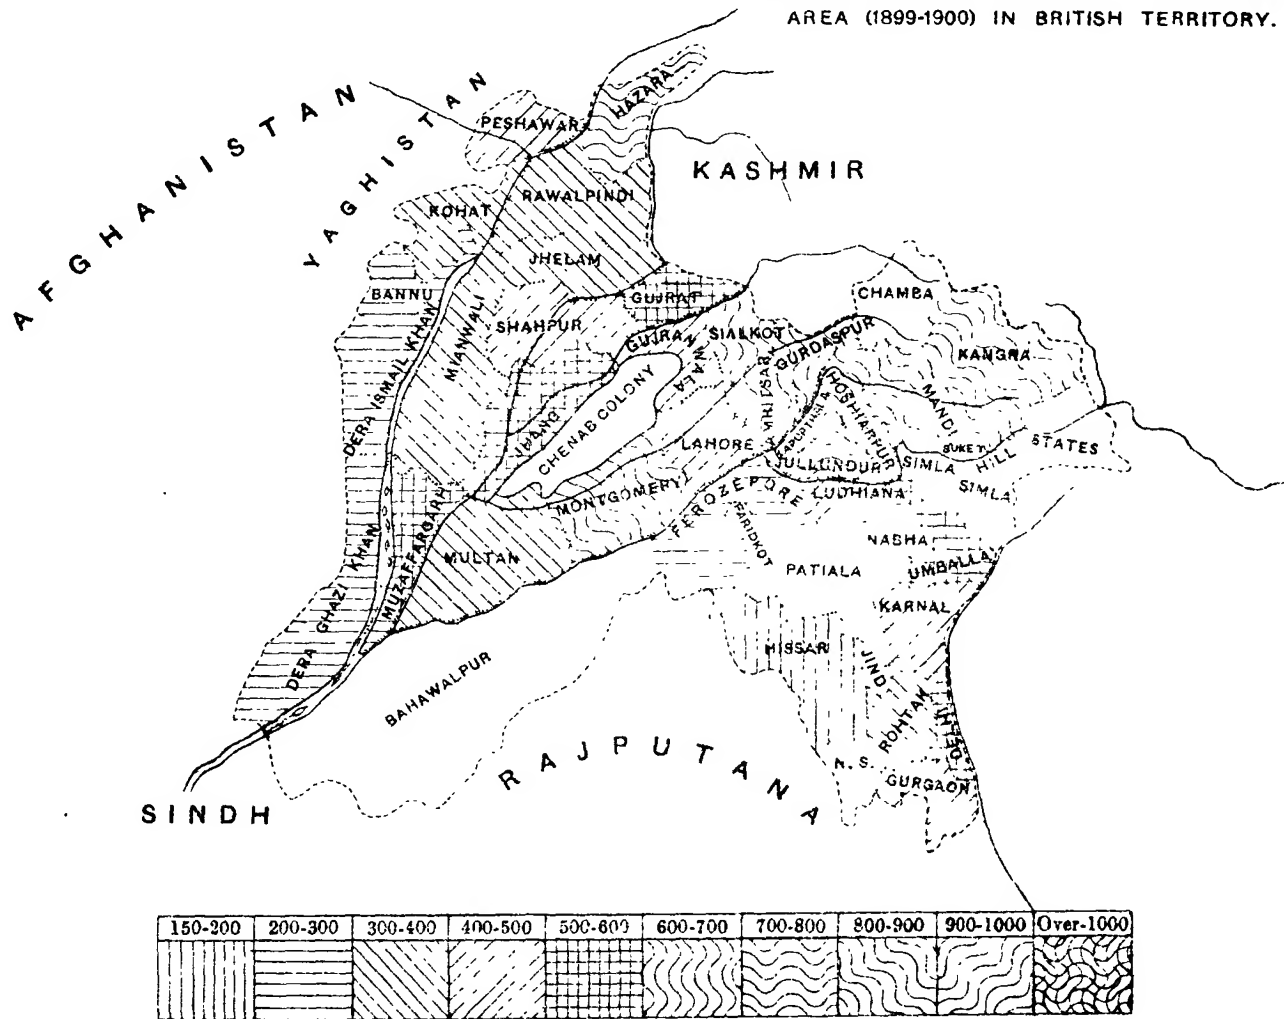 AREA (1899-1900) IN BRITISH TERRITORY.
AFGHANISTAN
YAGHISTAN
HAZARA
PESHAWAR
KASHMIR
RAWALPINDI
KOHAT
JHELAM
BANNU
GUJRAT
CHAMBA
SHAHPUR
MYANWALI
DERA ISMAIL KHAN
GUJRANWALA
SIALKOT
GURDASPUR
KANGRA
AMRITSAR
CHENAB COLONY
JHANG
HOSHIARPUR
KAPURTHALA
MANDI
LAHORE
SUKET
SIMLA HILL STATES
JULLUNDUR
SIMLA
MONTGOMERY
FEROZEPORE
LUDHIANA
MUZAFFARGARH
FARIDKOT
NABHA
MULTAN
PATIALA
UMBALLA
DERA GHAZI KHAN
KARNAL
HISSAR
JIND
BAHAWALPUR
ROHTAK
DELHI
RAJPUTANA
N.S.
GURGAON
SINDH
150-200 200-300 300-400 400-500 500-600 600-700 700-800 800-900 900-1000 Over-1000